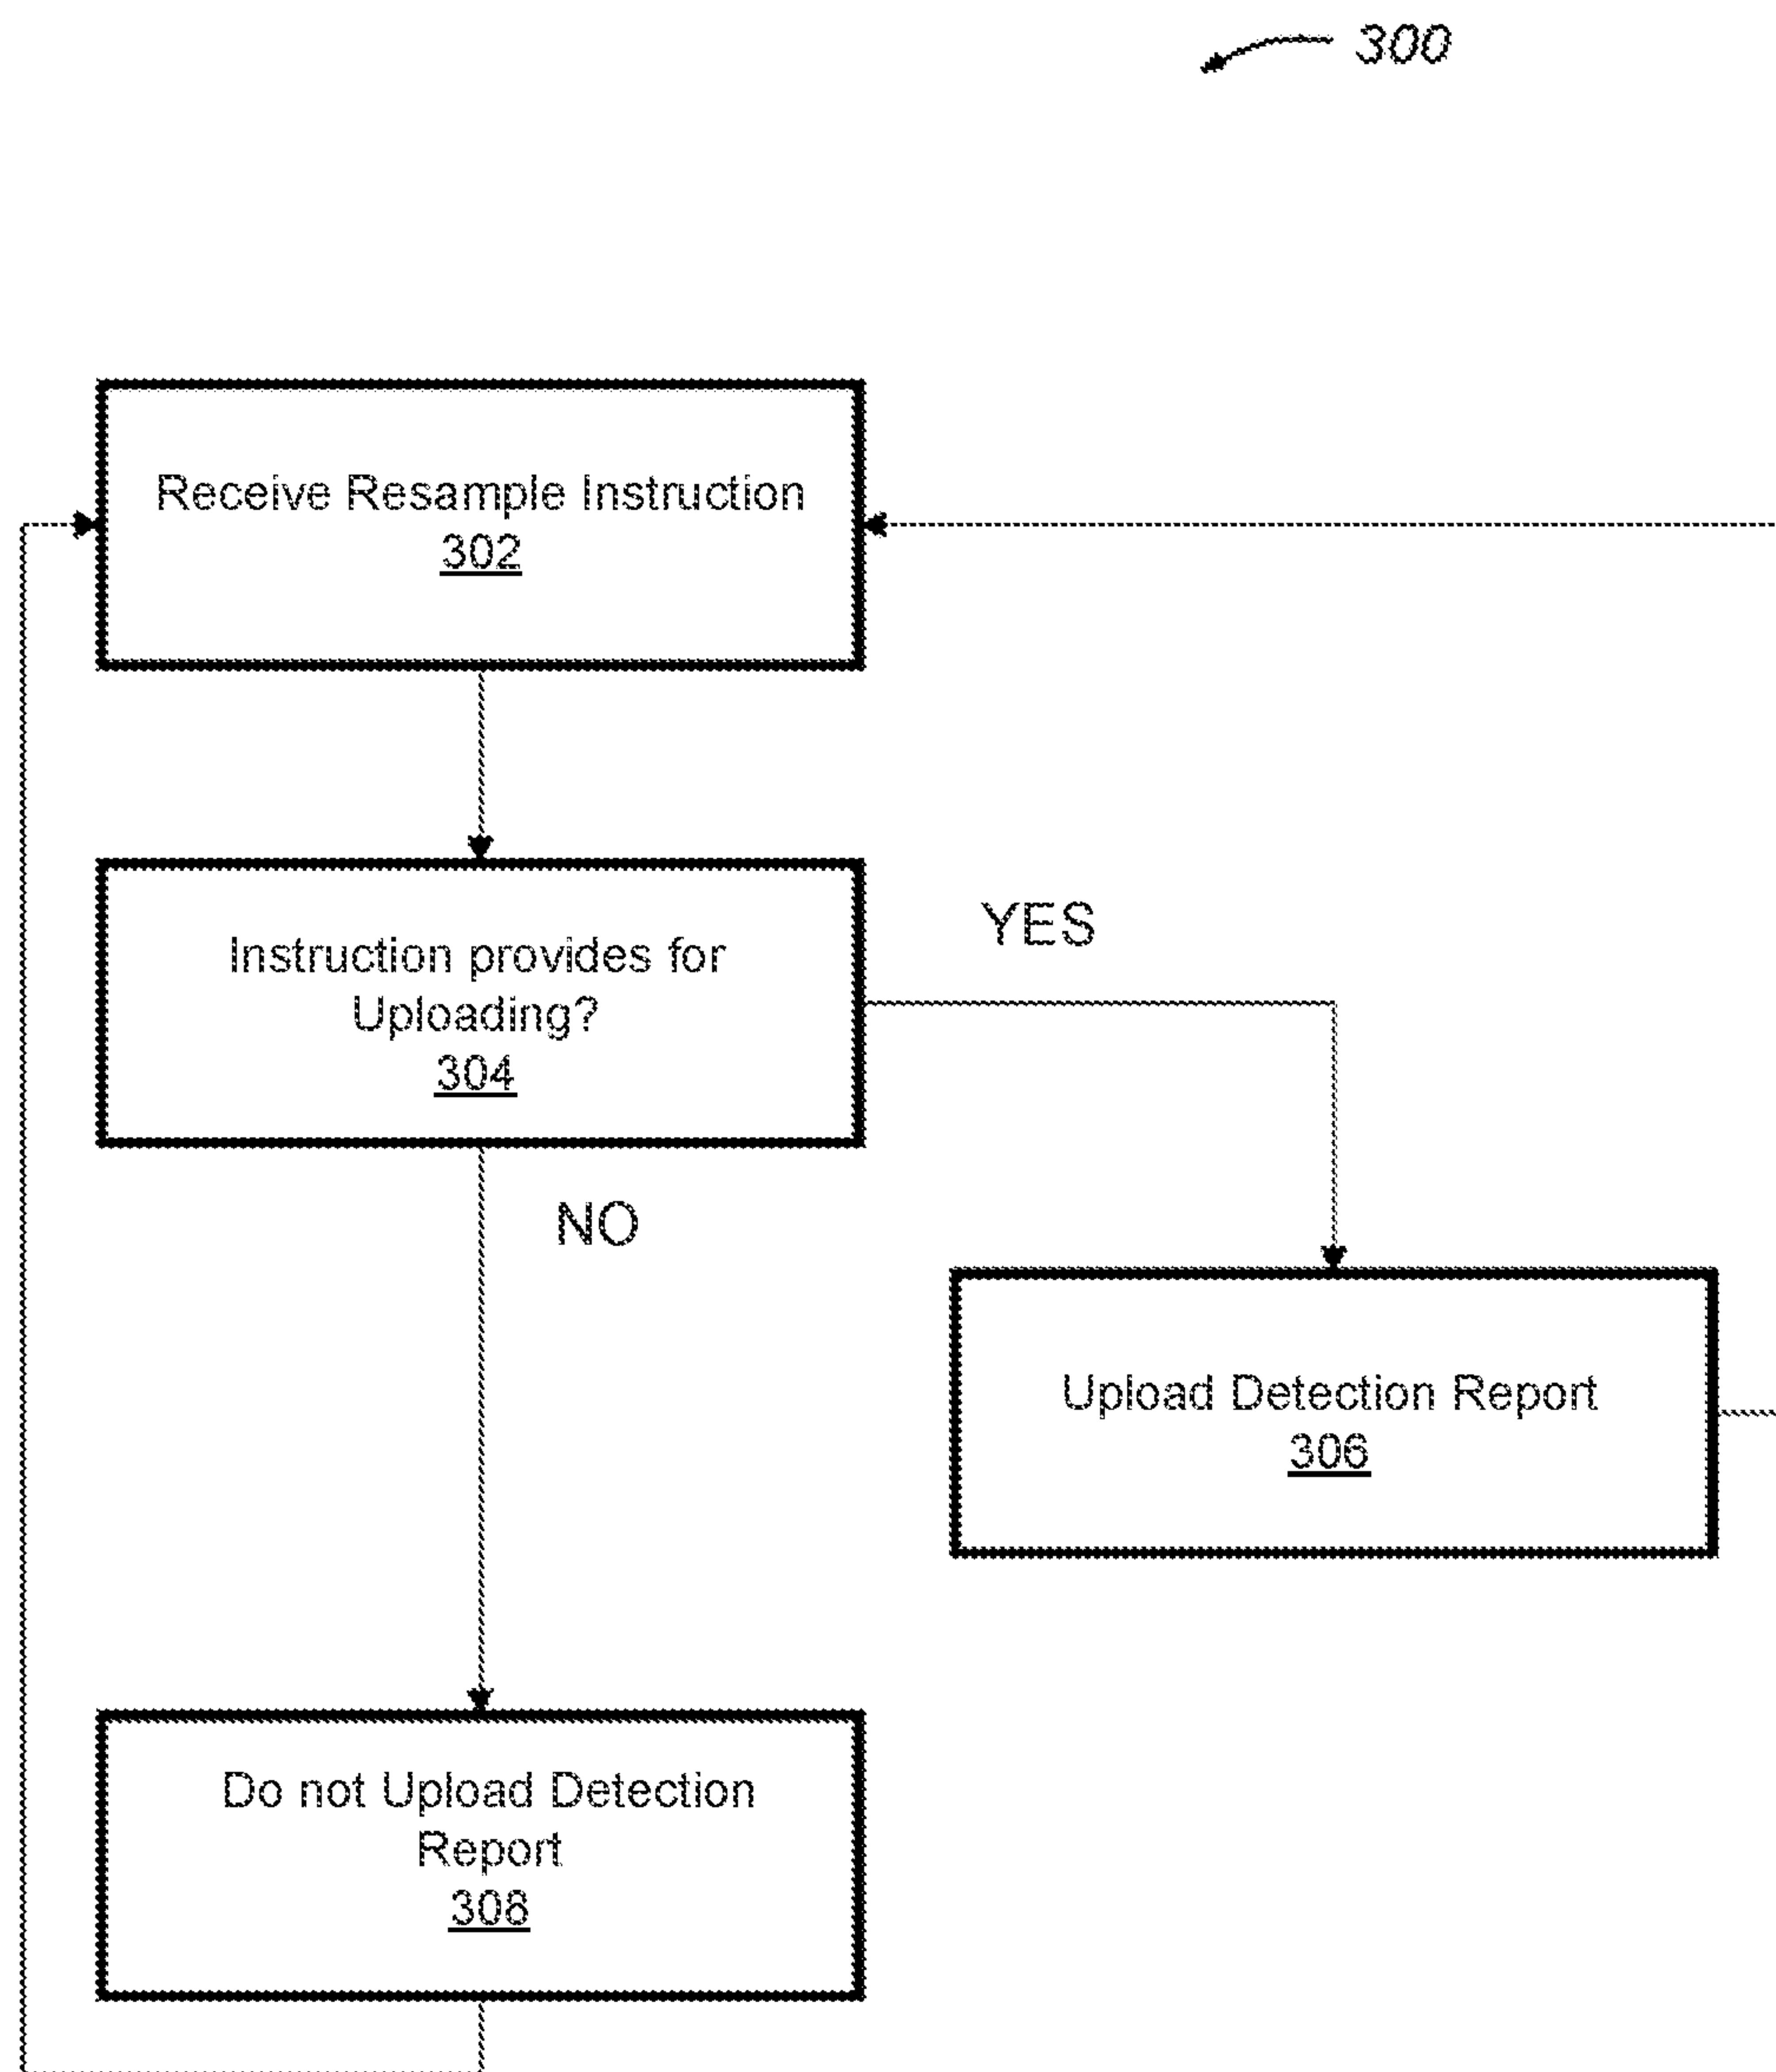 300
Receive Resample Instruction
302
Instruction provides for
Uploading?
304
YES
NO
Upload Detection Report
306
Do not Upload Detection
Report
308